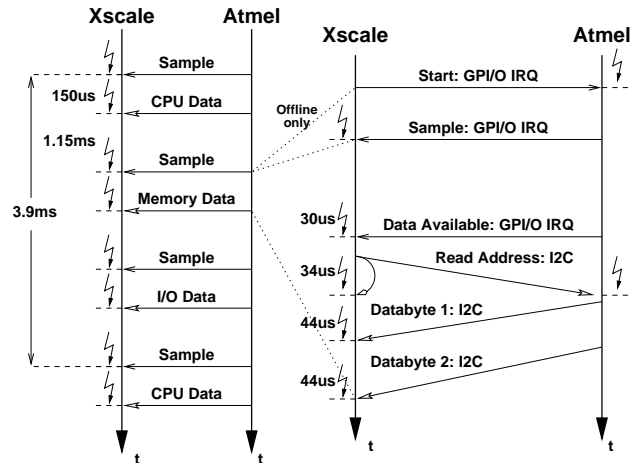 Xscale
Atmel
Sample
150us
CPU Data
1.15ms
Sample
Memory Data
3.9ms
Sample
I/O Data
Sample
CPU Data
t
t
Offline
only
Xscale
Atmel
Start: GPI/O IRQ
Sample: GPI/O IRQ
30us
Data Available: GPI/O IRQ
Read Address: I2C
34us
Databyte 1: I2C
44us
Databyte 2: I2C
44us
t
t